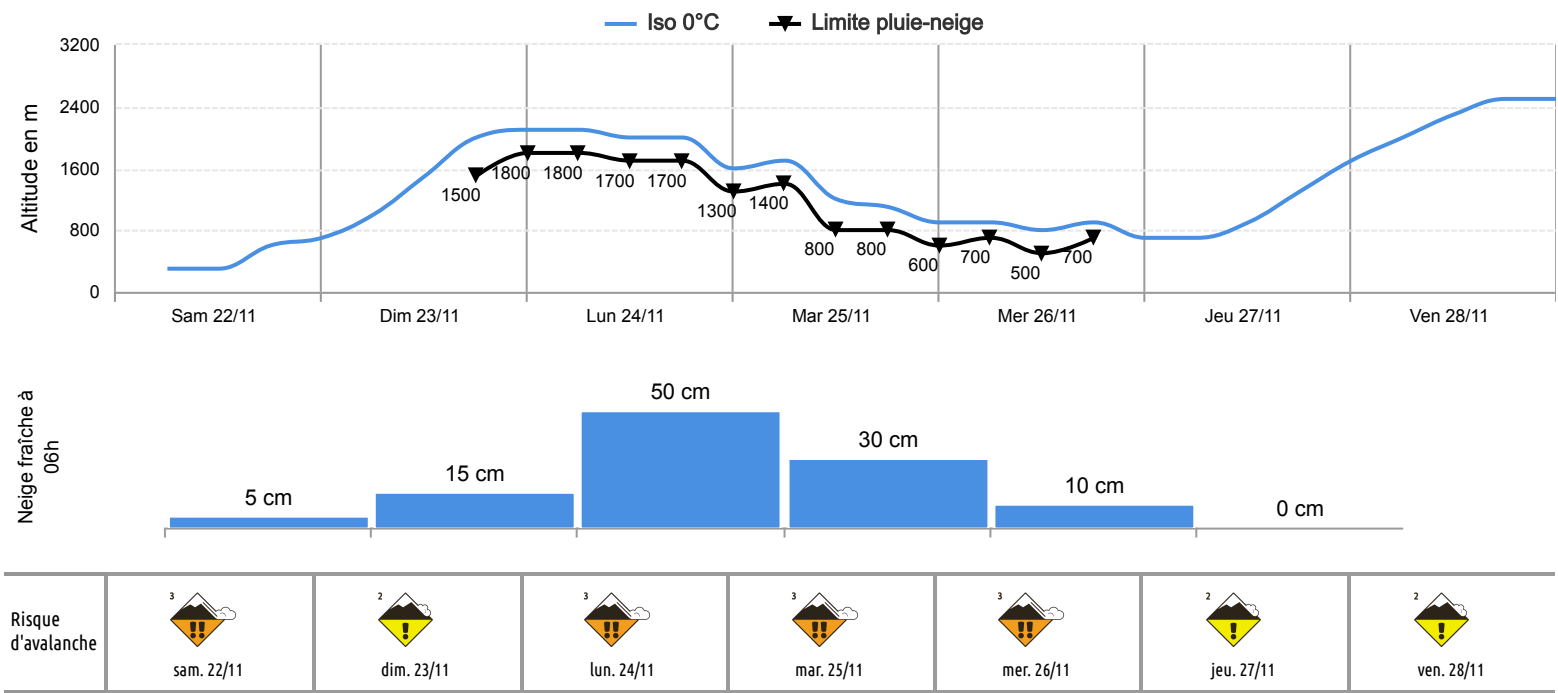 Iso 0°C Limite pluie-neige
3200
2400
1600
800
0
Altitude en m
1500 1800 1800 1700 1700 1300 1400 800 800 600 700 500 700
Sam 22/11 Dim 23/11 Lun 24/11 Mar 25/11 Mer 26/11 Jeu 27/11 Ven 28/11
Neige fraîche à
06h
5 cm 15 cm 50 cm 30 cm 10 cm 0 cm
Risque
d'avalanche
3 2 3 3 3 2 2
!! ! !! !! !! ! !
sam. 22/11 dim. 23/11 lun. 24/11 mar. 25/11 mer. 26/11 jeu. 27/11 ven. 28/11